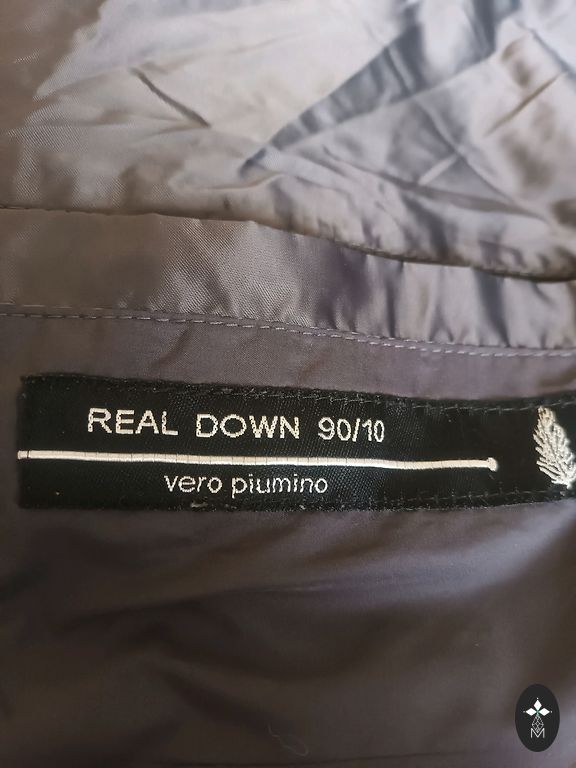 REAL DOWN 90/10
vero piumino
M